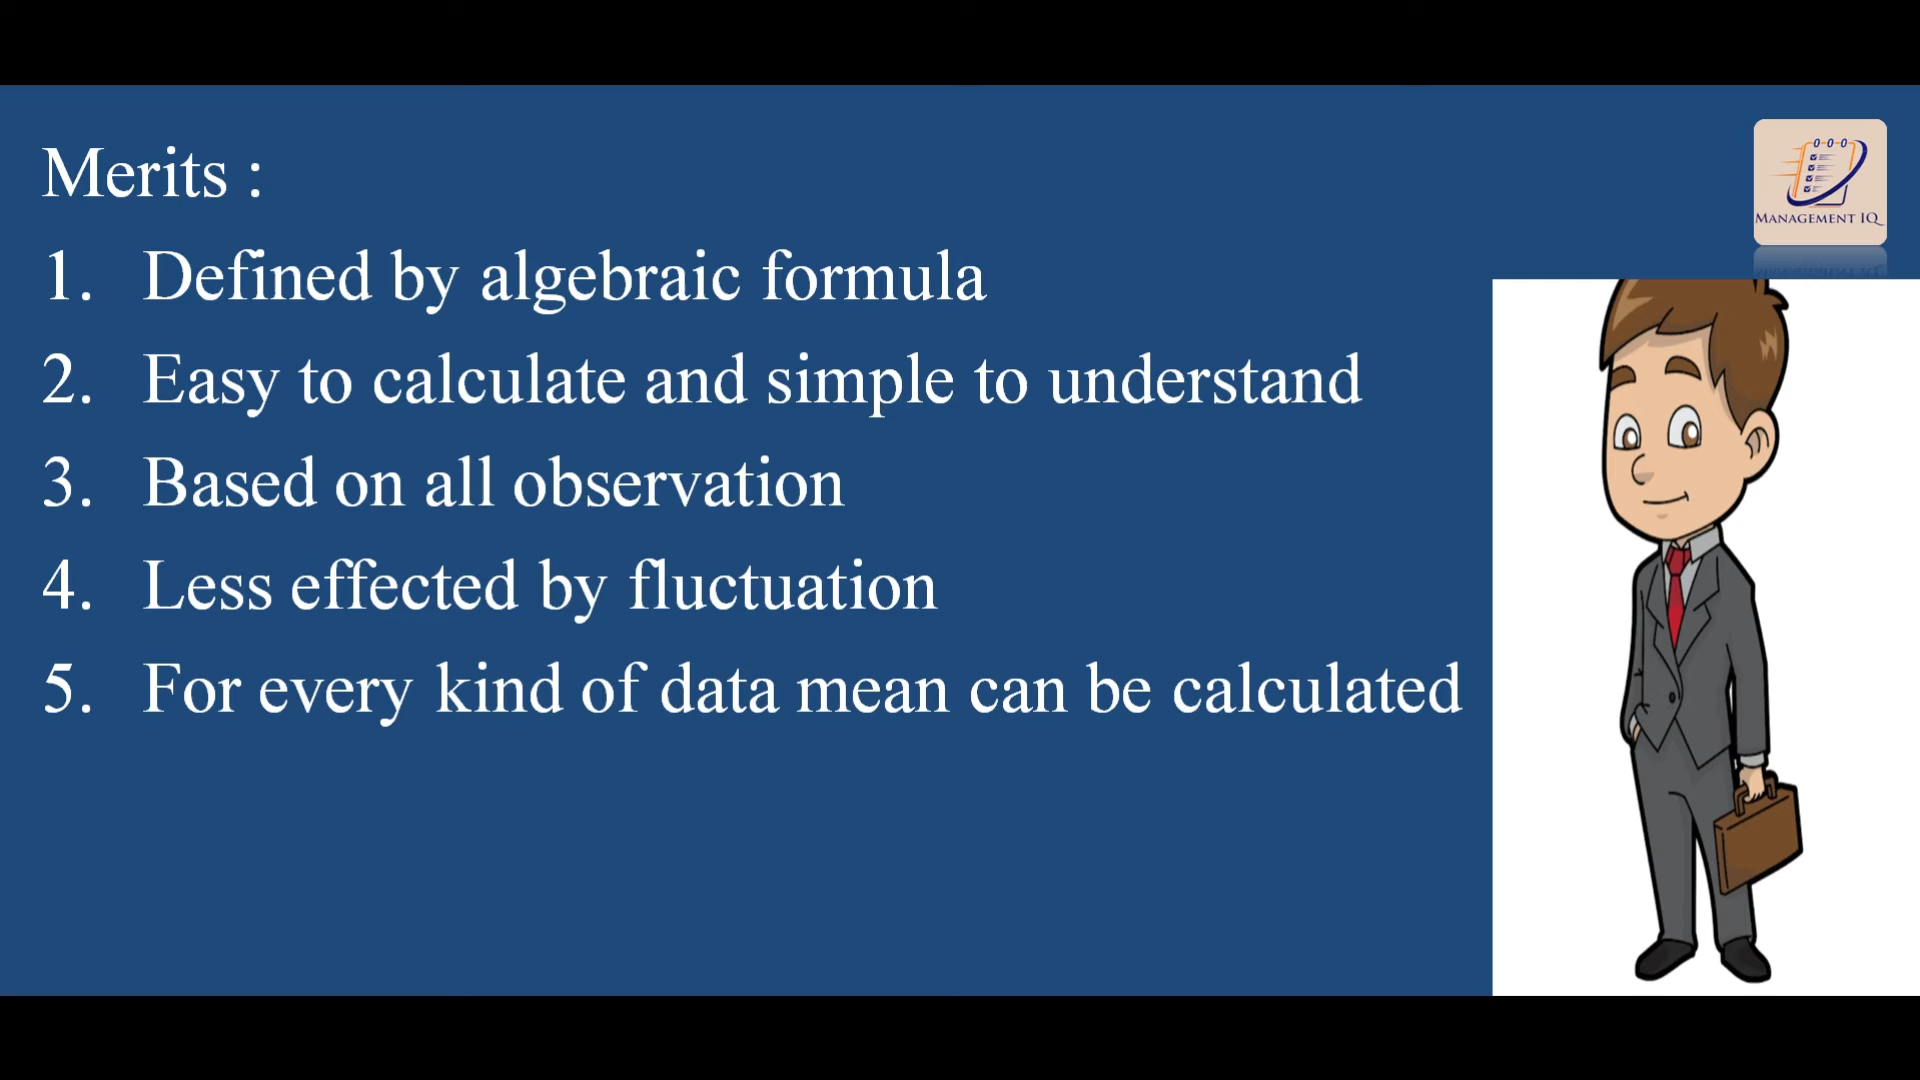 Merits :
1. Defined by algebraic formula
2. Easy to calculate and simple to understand
3. Based on all observation
4. Less effected by fluctuation
5. For every kind of data mean can be calculated
MANAGEMENT IQ